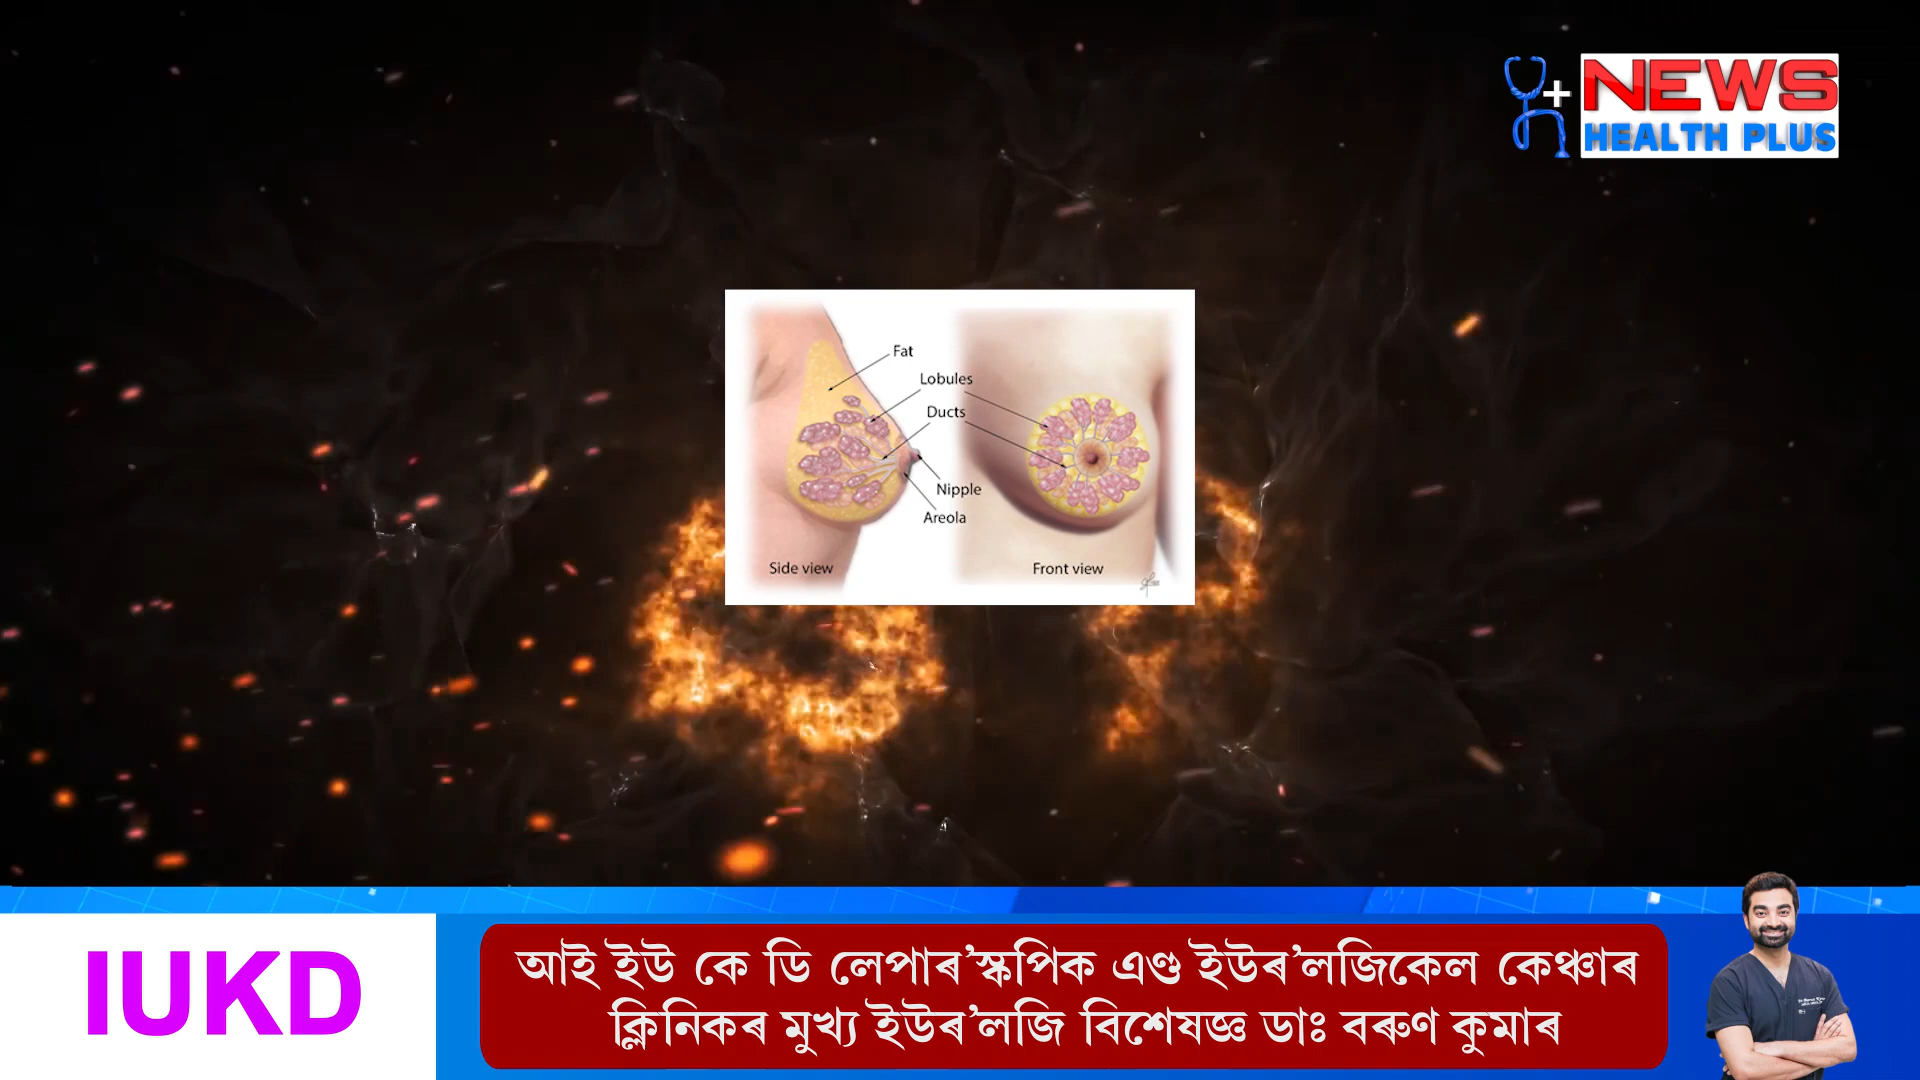 NEWS
HEALTH PLUS
Fat
Lobules
Ducts
Nipple
Areola
Side view
Front view
IUKD
আই ইউ কে ডি লেপাৰ’স্কপিক এণ্ড ইউৰ’লজিকেল কেঞ্চাৰ
ক্লিনিকৰ মুখ্য ইউৰ’লজি বিশেষজ্ঞ ডাঃ বৰুণ কুমাৰ